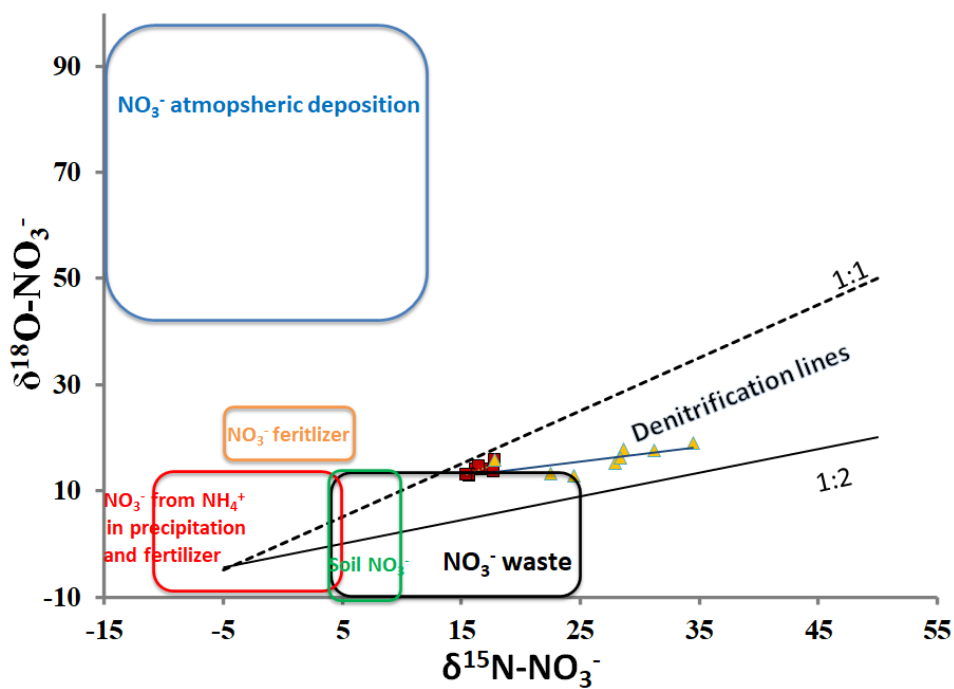 90
70
50
30
10
-10
-15
-5
5
15
25
35
45
55
δ¹⁸O-NO₃⁻
δ¹⁵N-NO₃⁻
NO₃⁻ atmopsheric deposition
1:1
Denitrification lines
1:2
NO₃⁻ feritlizer
NO₃⁻ from NH₄⁺
in precipitation
and fertilizer
Soil NO₃⁻
NO₃⁻ waste